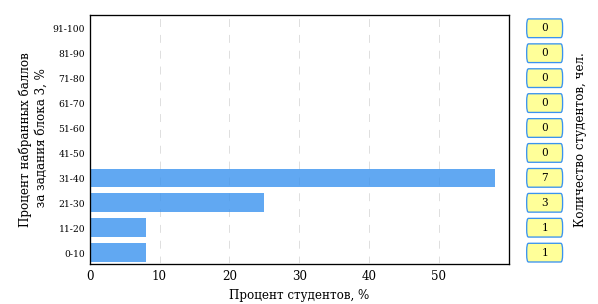 Процент набранных баллов
за задания блока 3, %
91-100 0
81-90 0
71-80 0
61-70 0
51-60 0
41-50 0
31-40 7
21-30 3
11-20 1
0-10 1
0 10 20 30 40 50
Процент студентов, %
Количество студентов, чел.